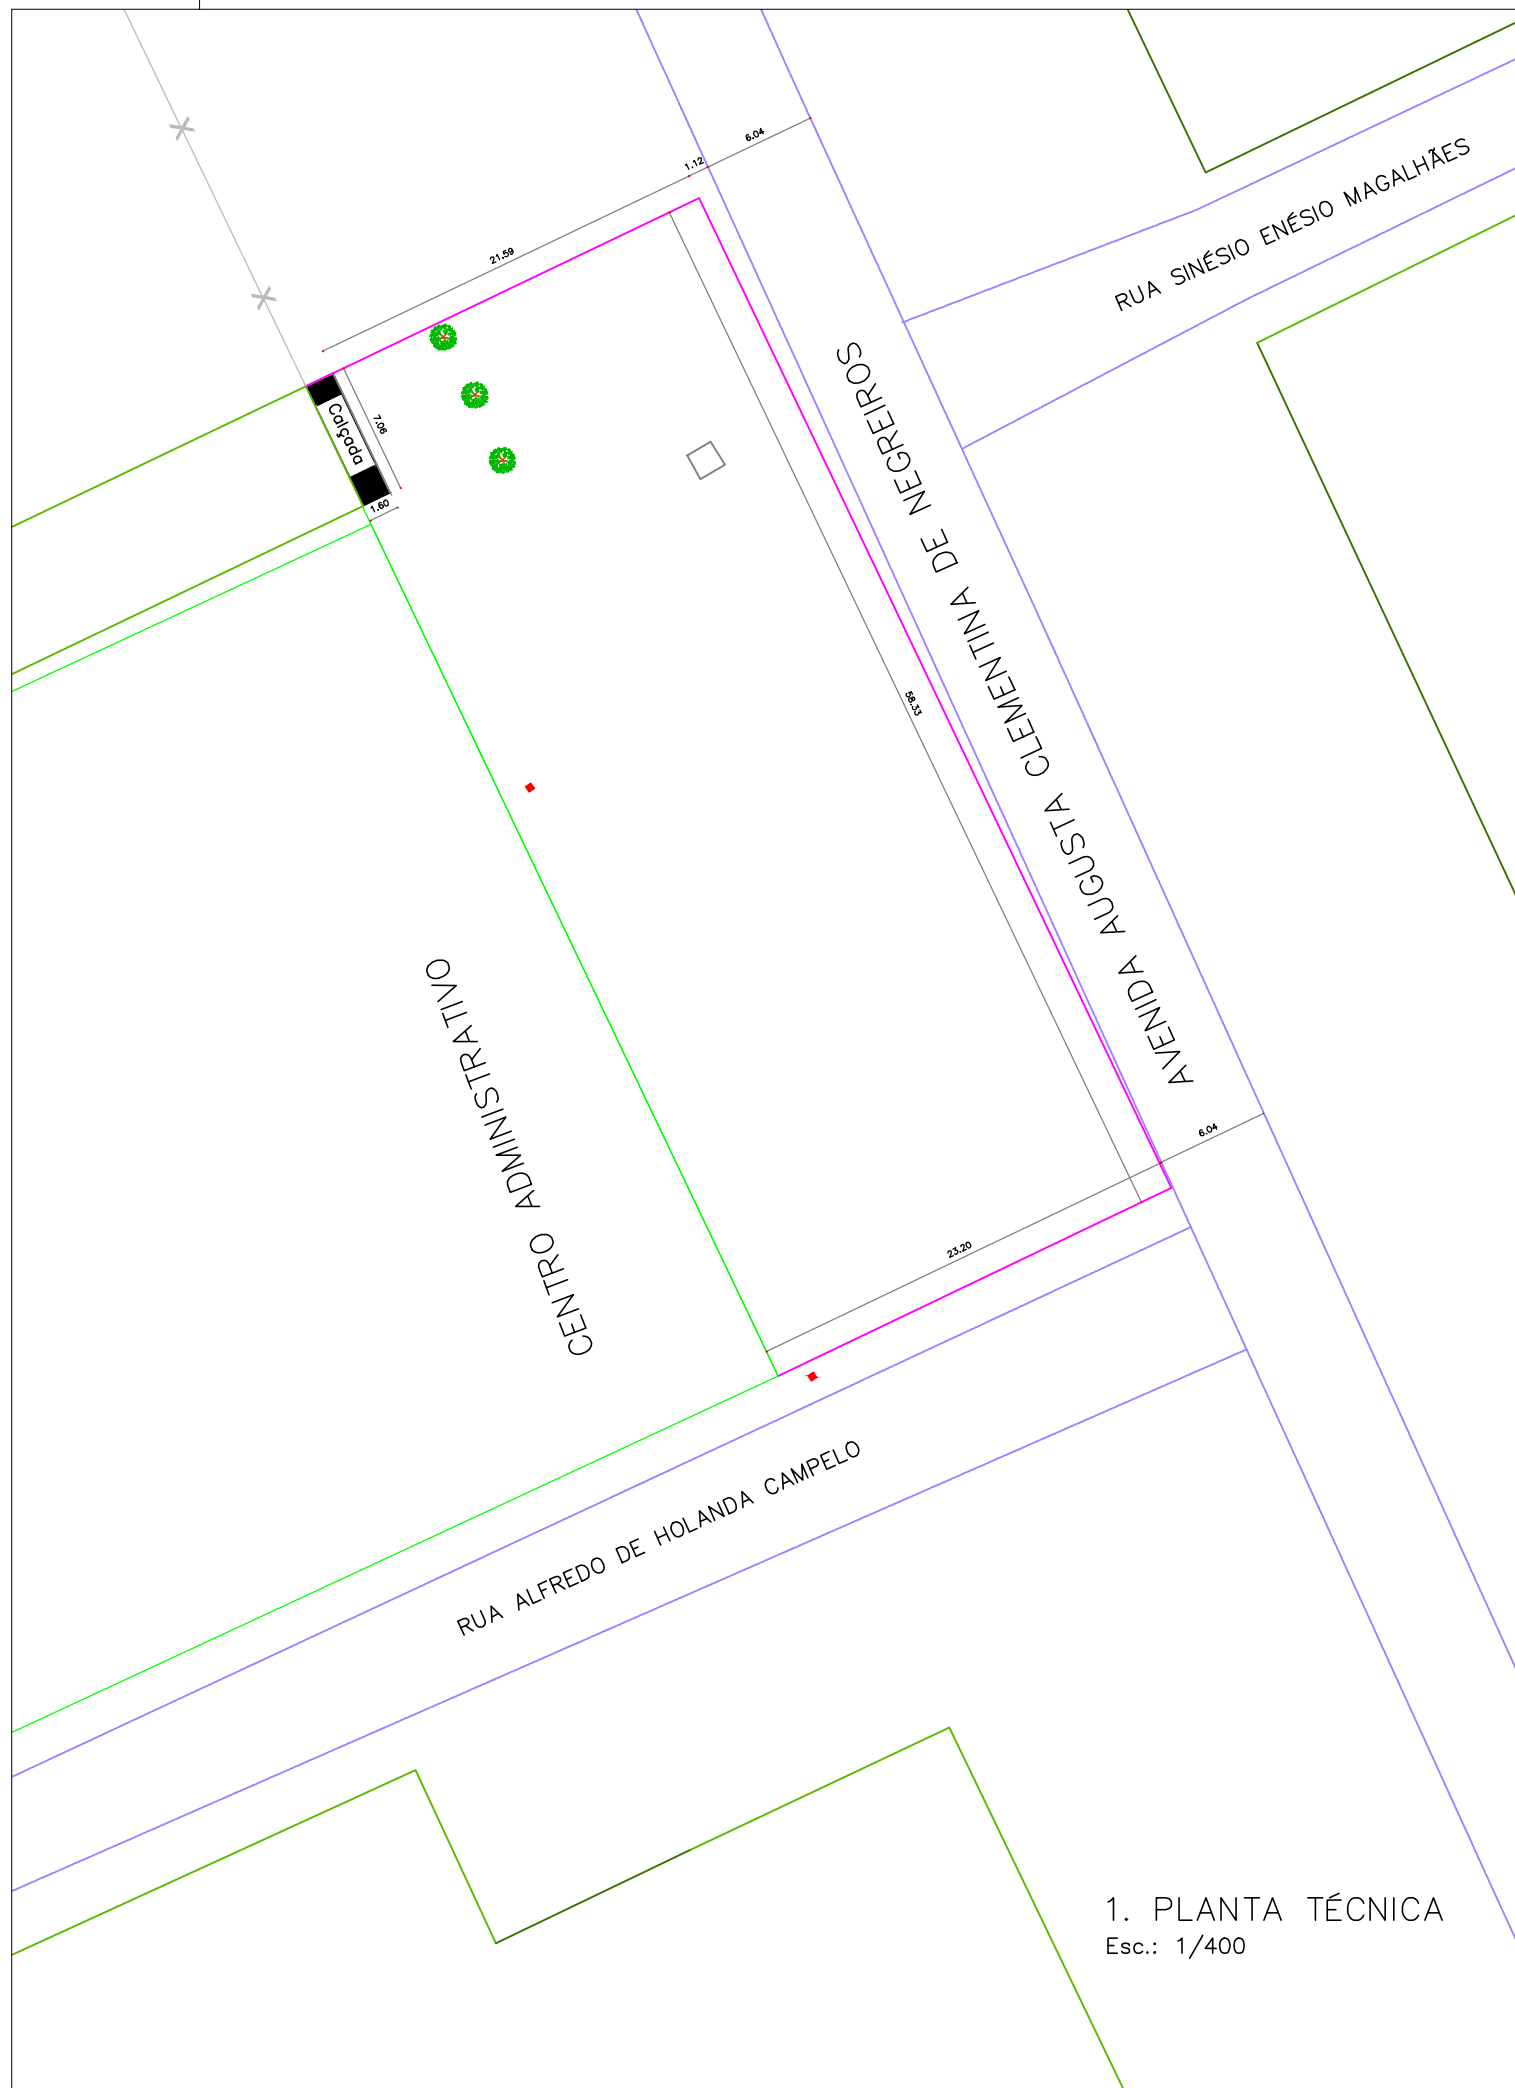 6.04
1.12
21.59
RUA SINÉSIO ENÉSIO MAGALHÃES
Calçada
7.06
1.60
AVENIDA AUGUSTA CLEMENTINA DE NEGREIROS
58.33
CENTRO ADMINISTRATIVO
6.04
23.20
RUA ALFREDO DE HOLANDA CAMPELO
1. PLANTA TÉCNICA
Esc.: 1/400